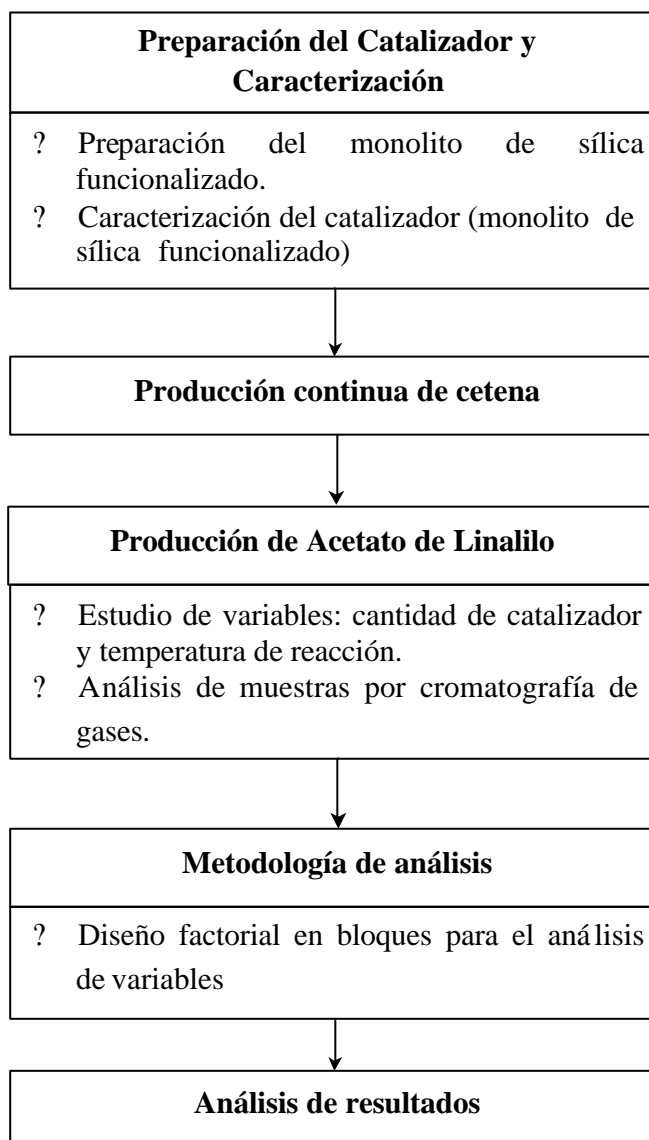 Preparación del Catalizador y
Caracterización
? Preparación del monolito de sílica
funcionalizado.
? Caracterización del catalizador (monolito de
sílica funcionalizado)
Producción continua de cetena
Producción de Acetato de Linalilo
? Estudio de variables: cantidad de catalizador
y temperatura de reacción.
? Análisis de muestras por cromatografía de
gases.
Metodología de análisis
? Diseño factorial en bloques para el análisis
de variables
Análisis de resultados